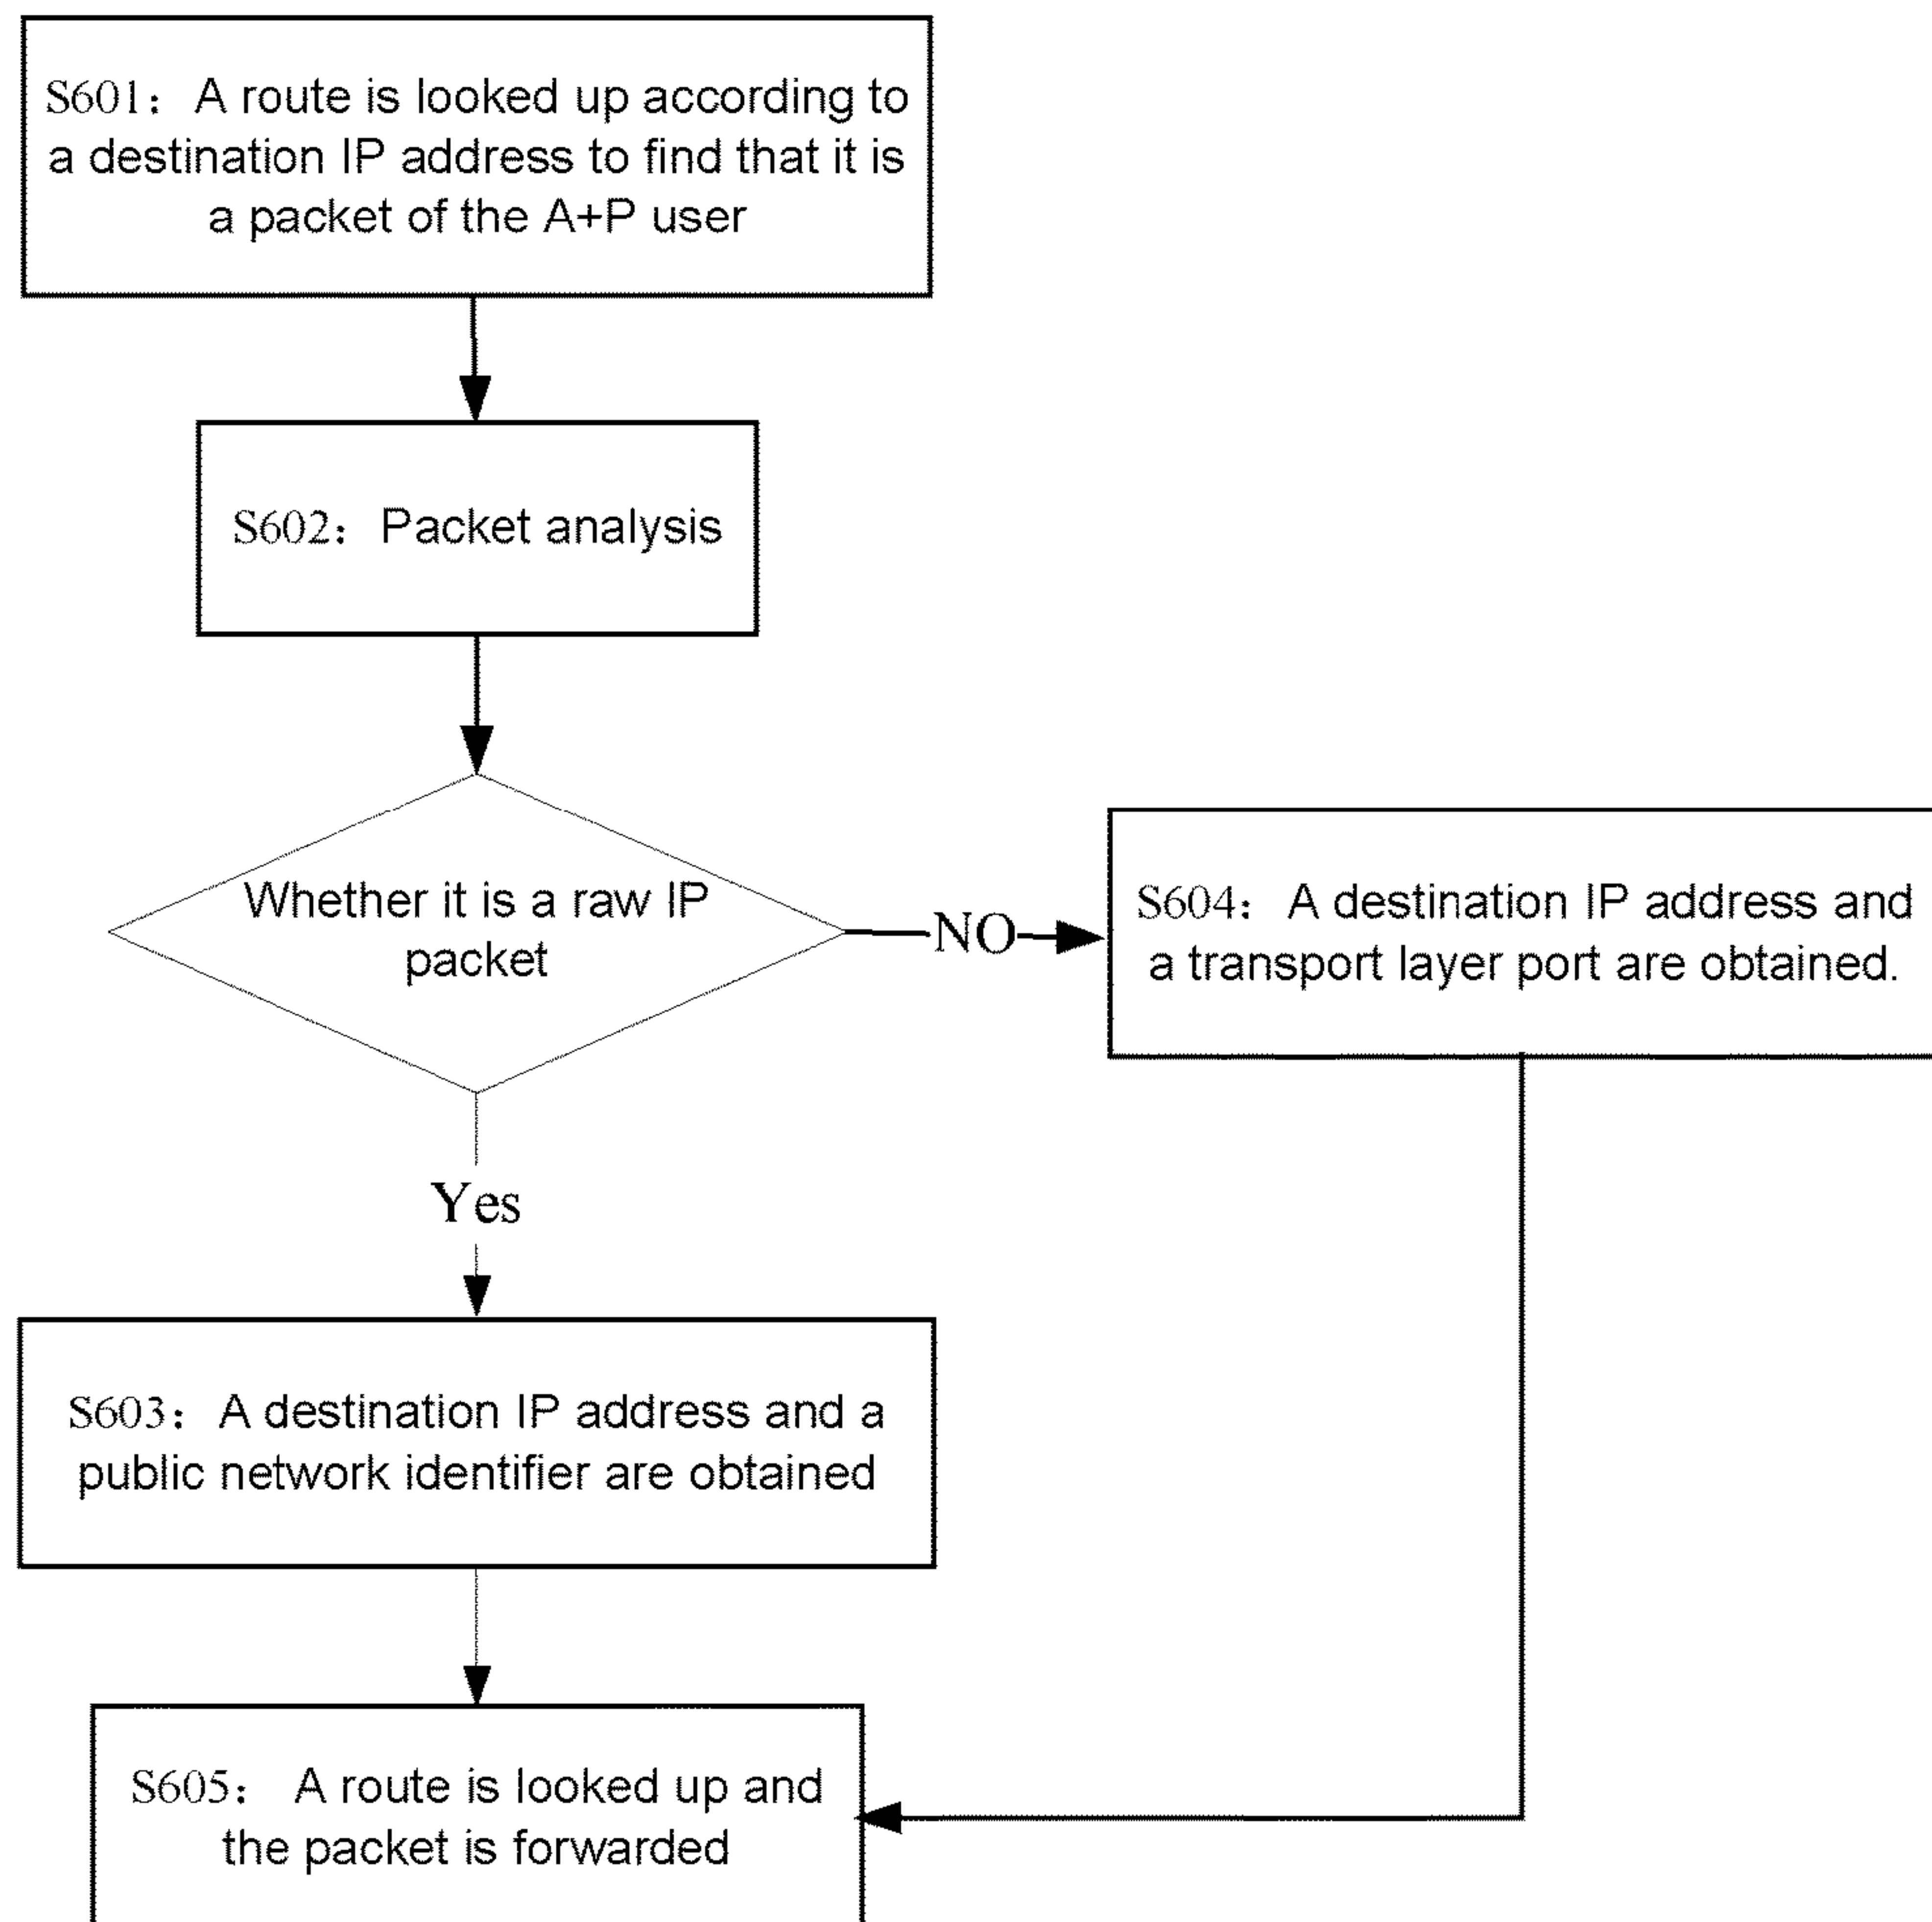 S601： A route is looked up according to
a destination IP address to find that it is
a packet of the A+P user
S602： Packet analysis
Whether it is a raw IP
packet
NO
S604： A destination IP address and
a transport layer port are obtained.
Yes
S603： A destination IP address and a
public network identifier are obtained
S605： A route is looked up and
the packet is forwarded